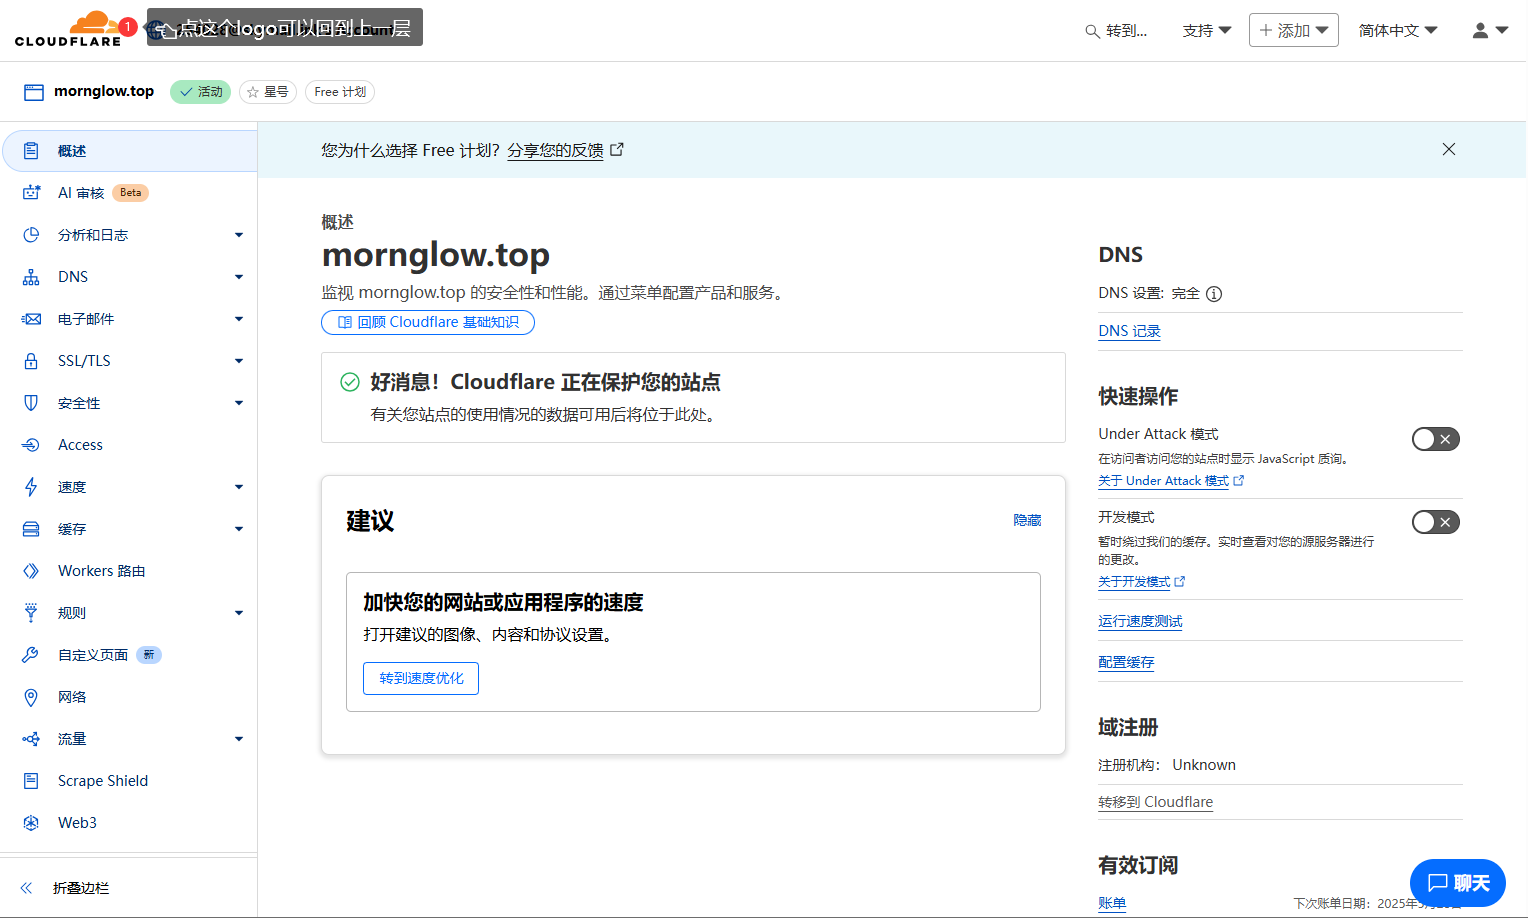 CLOUDFLARE
1
点这个logo可以回到上一层
转到...
支持
添加
简体中文
mornglow.top
活动
星号
Free 计划
概述
AI 审核
Beta
分析和日志
DNS
电子邮件
SSL/TLS
安全性
Access
速度
缓存
Workers 路由
规则
自定义页面
新
网络
流量
Scrape Shield
Web3
折叠边栏
您为什么选择 Free 计划? 分享您的反馈
概述
mornglow.top
监视 mornglow.top 的安全性和性能。通过菜单配置产品和服务。
回顾 Cloudflare 基础知识
好消息！Cloudflare 正在保护您的站点
有关您站点的使用情况的数据可用后将位于此处。
建议
隐藏
加快您的网站或应用程序的速度
打开建议的图像、内容和协议设置。
转到速度优化
DNS
DNS 设置: 完全
DNS 记录
快速操作
Under Attack 模式
在访问者访问您的站点时显示 JavaScript 质询。
关于 Under Attack 模式
开发模式
暂时绕过我们的缓存。实时查看对您的源服务器进行
的更改。
关于开发模式
运行速度测试
配置缓存
域注册
注册机构： Unknown
转移到 Cloudflare
有效订阅
账单
下次账单日期：2025年
聊天